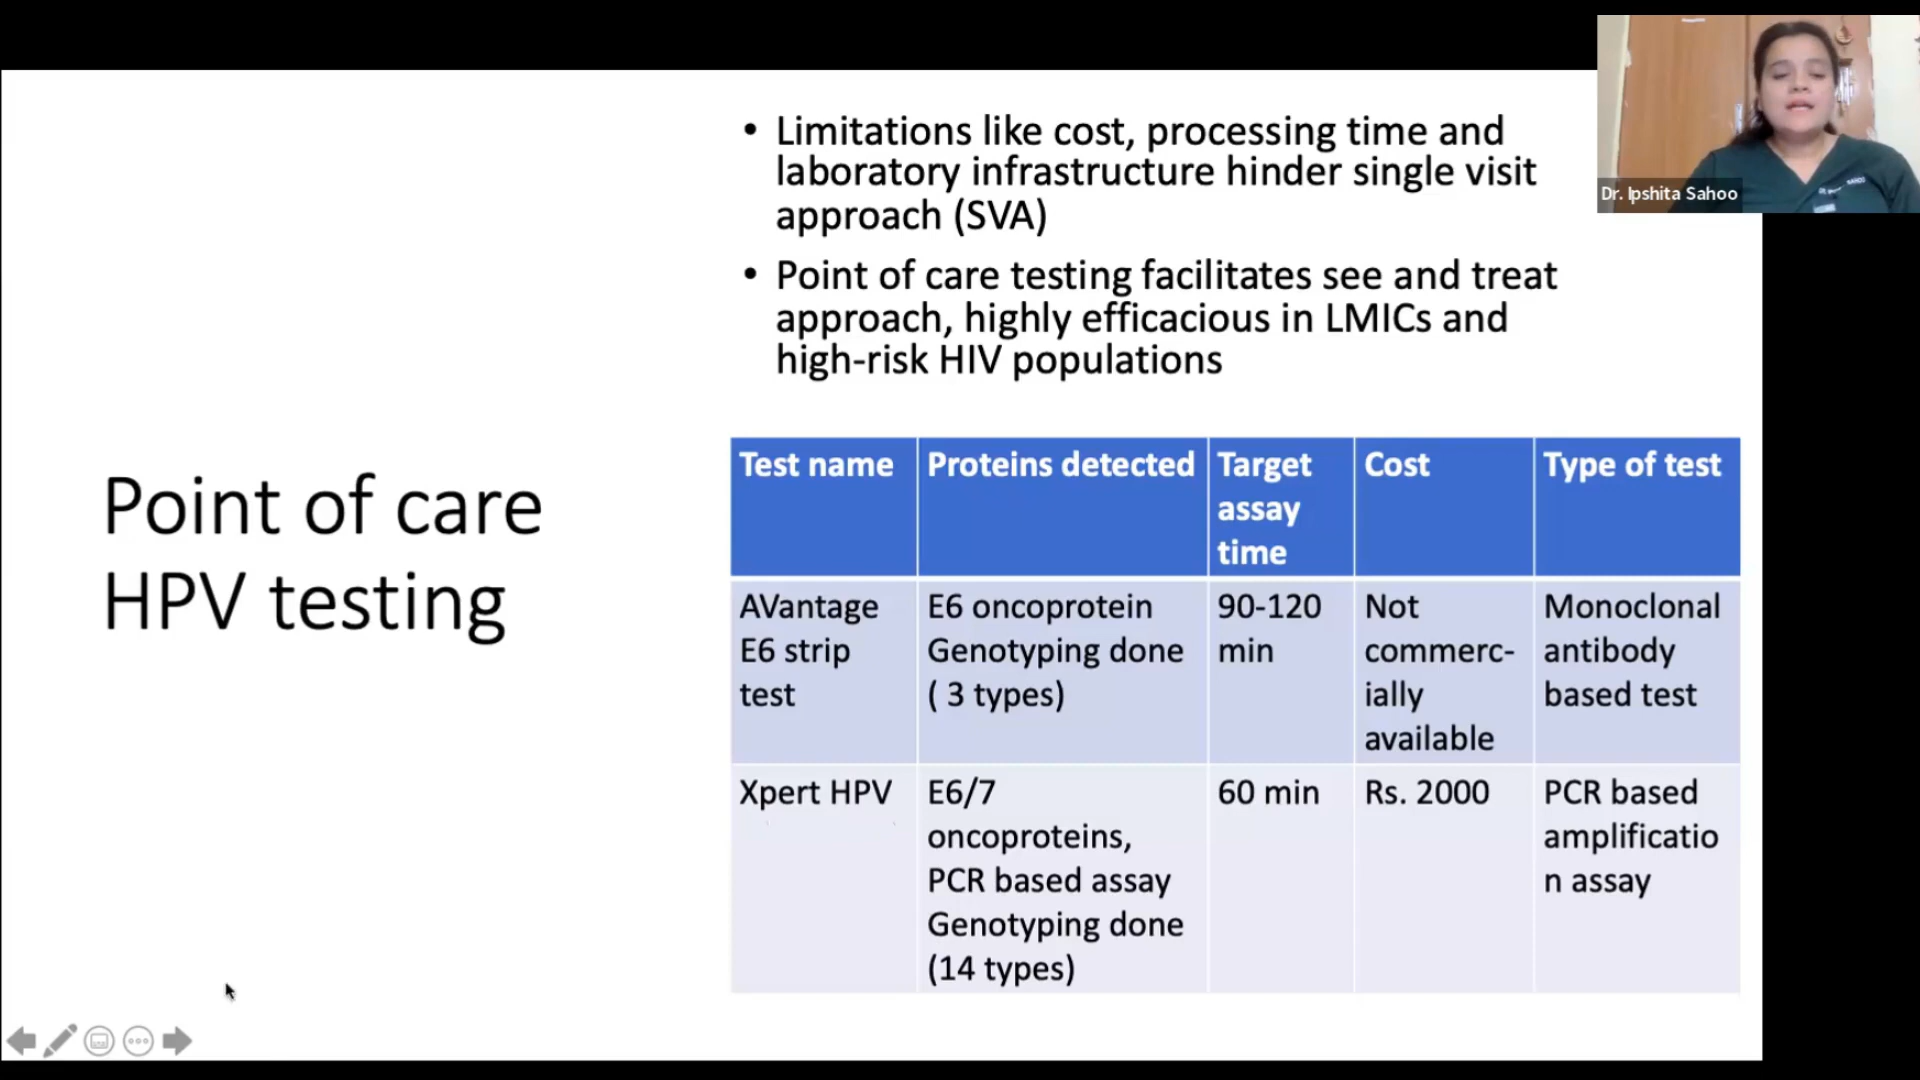 Point of care
HPV testing
• Limitations like cost, processing time and
laboratory infrastructure hinder single visit
approach (SVA)
• Point of care testing facilitates see and treat
approach, highly efficacious in LMICs and
high-risk HIV populations
Test name
Proteins detected
Target
assay
time
Cost
Type of test
AVantage
E6 strip
test
E6 oncoprotein
Genotyping done
( 3 types)
90-120
min
Not
commerc-
ially
available
Monoclonal
antibody
based test
Xpert HPV
E6/7
oncoproteins,
PCR based assay
Genotyping done
(14 types)
60 min
Rs. 2000
PCR based
amplificatio
n assay
Dr. Ipshita Sahoo